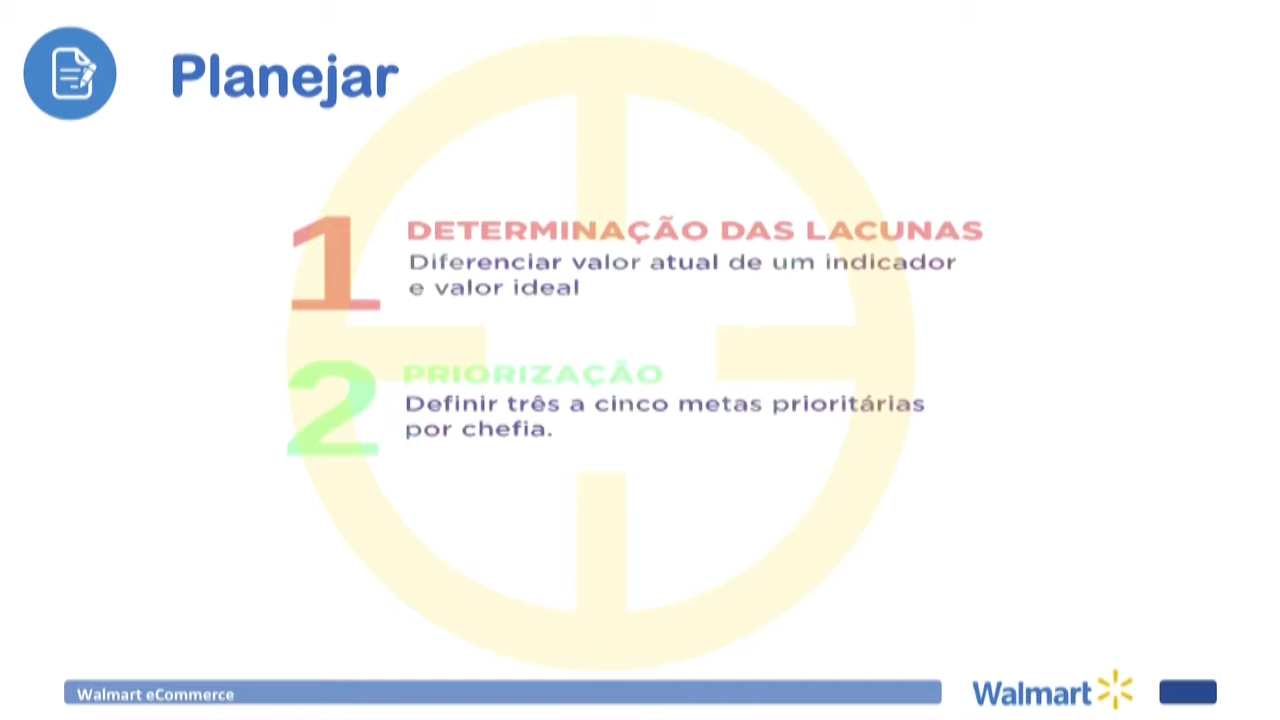 Planejar
1
DETERMINAÇÃO DAS LACUNAS
Diferenciar valor atual de um indicador
e valor ideal
2
PRIORIZAÇÃO
Definir três a cinco metas prioritárias
por chefia.
Walmart eCommerce
Walmart